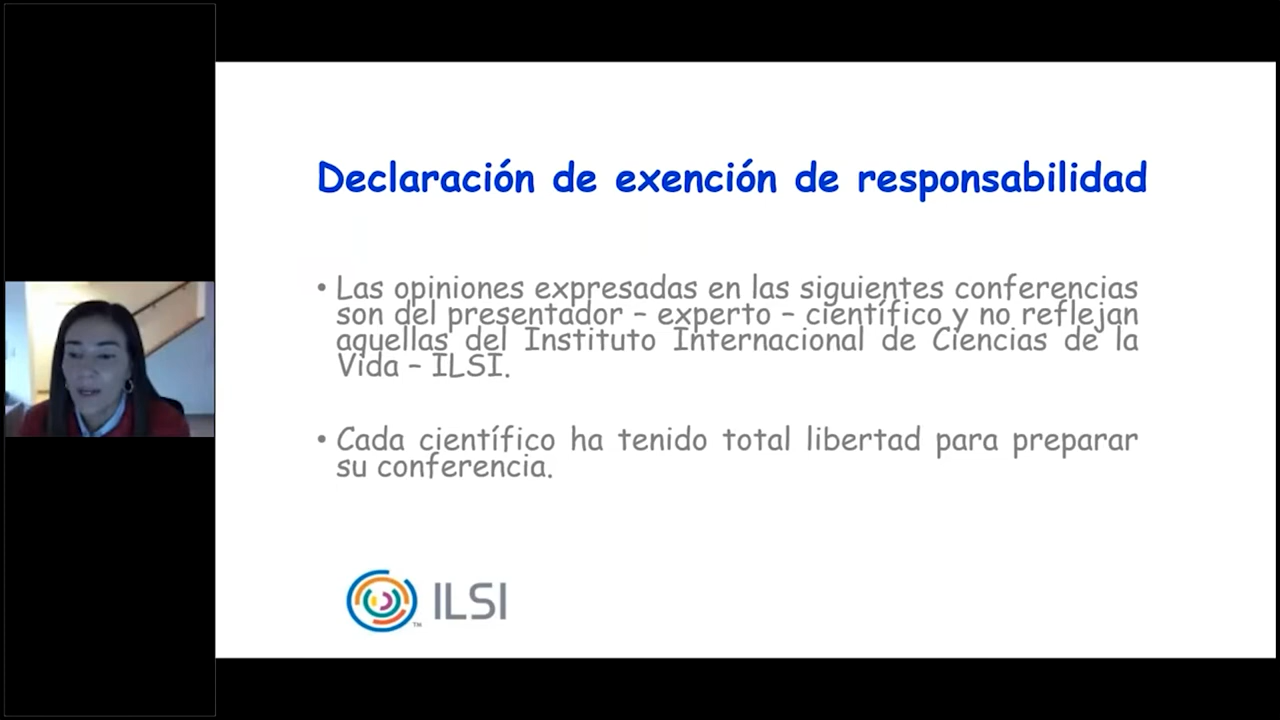 Declaración de exención de responsabilidad
• Las opiniones expresadas en las siguientes conferencias
son del presentador – experto – científico y no reflejan
aquellas del Instituto Internacional de Ciencias de la
Vida – ILSI.
• Cada científico ha tenido total libertad para preparar
su conferencia.
ILSI
TM